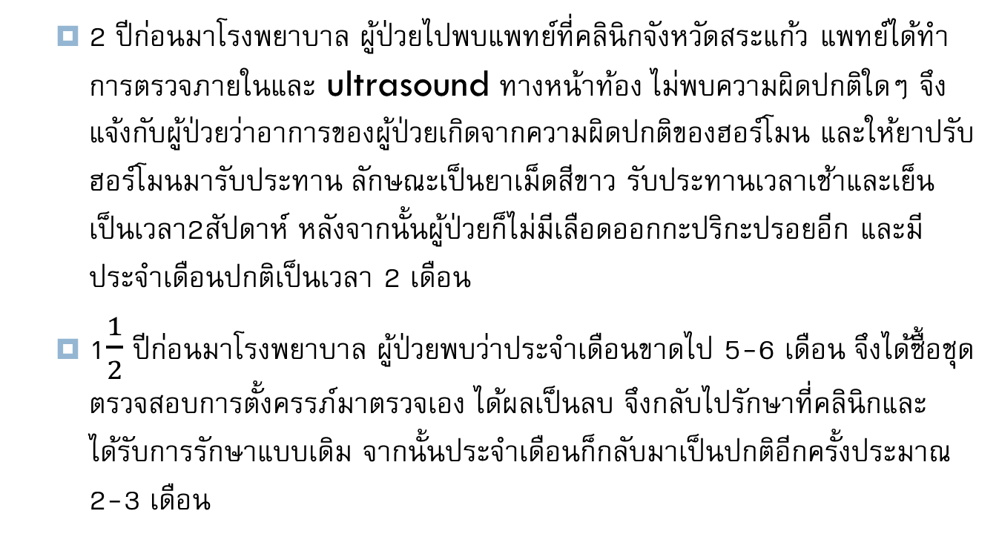 2 ปีก่อนมาโรงพยาบาล ผู้ป่วยไปพบแพทย์ที่คลินิกจังหวัดสระแก้ว แพทย์ได้ทำ
การตรวจภายในและ ultrasound ทางหน้าท้อง ไม่พบความผิดปกติใดๆ จึง
แจ้งกับผู้ป่วยว่าอาการของผู้ป่วยเกิดจากความผิดปกติของฮอร์โมน และให้ยาปรับ
ฮอร์โมนมารับประทาน ลักษณะเป็นยาเม็ดสีขาว รับประทานเวลาเช้าและเย็น
เป็นเวลา2สัปดาห์ หลังจากนั้นผู้ป่วยก็ไม่มีเลือดออกกะปริกะปรอยอีก และมี
ประจำเดือนปกติเป็นเวลา 2 เดือน
1 1/2 ปีก่อนมาโรงพยาบาล ผู้ป่วยพบว่าประจำเดือนขาดไป 5-6 เดือน จึงได้ซื้อชุด
ตรวจสอบการตั้งครรภ์มาตรวจเอง ได้ผลเป็นลบ จึงกลับไปรักษาที่คลินิกและ
ได้รับการรักษาแบบเดิม จากนั้นประจำเดือนก็กลับมาเป็นปกติอีกครั้งประมาณ
2-3 เดือน